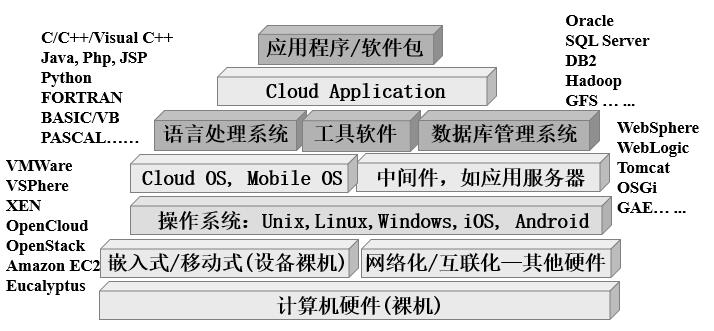 C/C++/Visual C++
Java, Php, JSP
Python
FORTRAN
BASIC/VB
PASCAL……
应用程序/软件包
Oracle
SQL Server
DB2
Hadoop
GFS … ...
Cloud Application
语言处理系统
工具软件
数据库管理系统
VMWare
VSPhere
XEN
OpenCloud
OpenStack
Amazon EC2
Eucalyptus
Cloud OS, Mobile OS
中间件，如应用服务器
WebSphere
WebLogic
Tomcat
OSGi
GAE… ...
操作系统：Unix,Linux,Windows,iOS, Android
嵌入式/移动式(设备裸机)
网络化/互联化—其他硬件
计算机硬件(裸机)